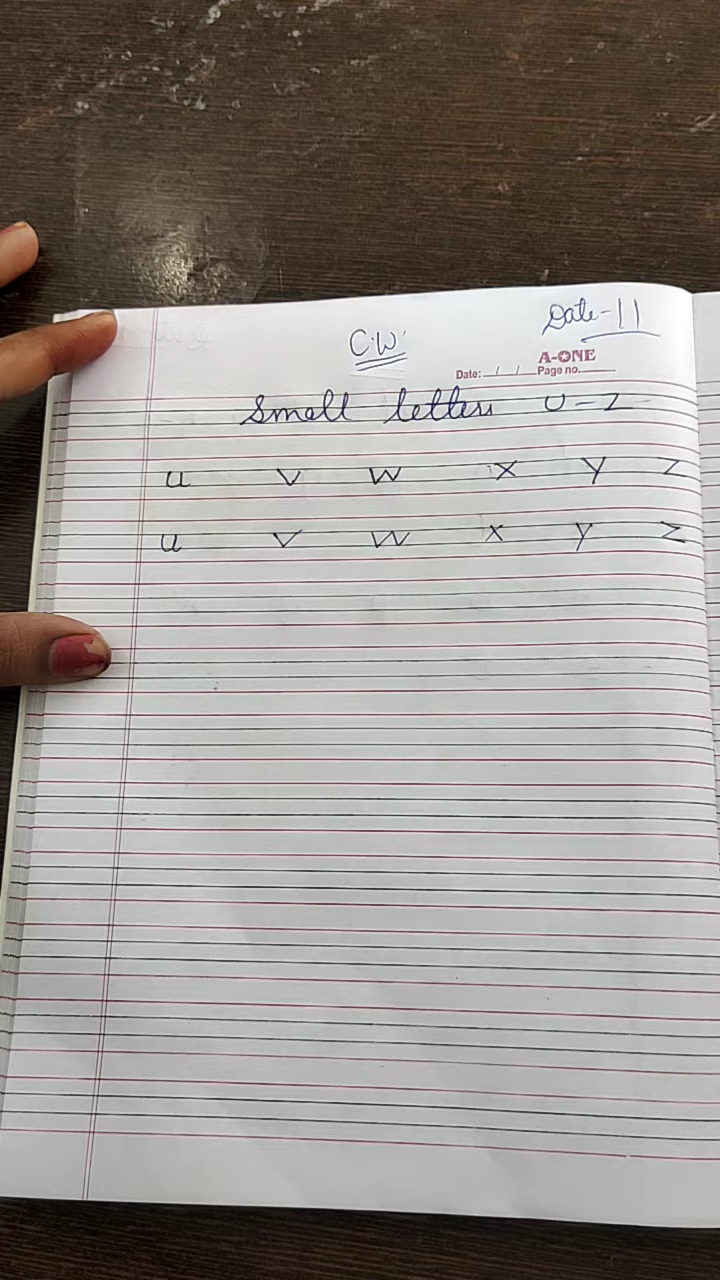 Date-11
C.W.
A-ONE
Date: / / Page no.
Small letters u-z
u v w x y z
u v w x y z